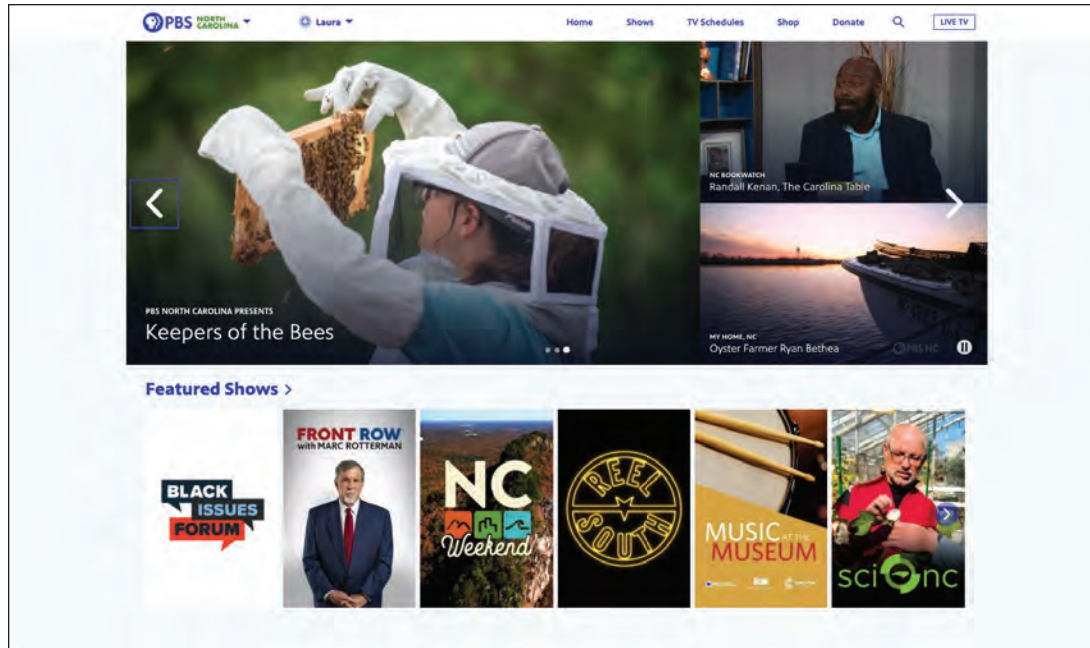 PBS NORTH CAROLINA
Laura
Home Shows TV Schedules Shop Donate LIVE TV
NC BOOKWATCH
Randall Kenan, The Carolina Table
PBS NORTH CAROLINA PRESENTS
Keepers of the Bees
MY HOME, NC
Oyster Farmer Ryan Bethea
PBS NC
Featured Shows >
BLACK
ISSUES
FORUM
FRONT ROW
with MARC ROTTERMAN
NC
Weekend
REEL
SOUTH
MUSIC AT THE
MUSEUM
sci nc